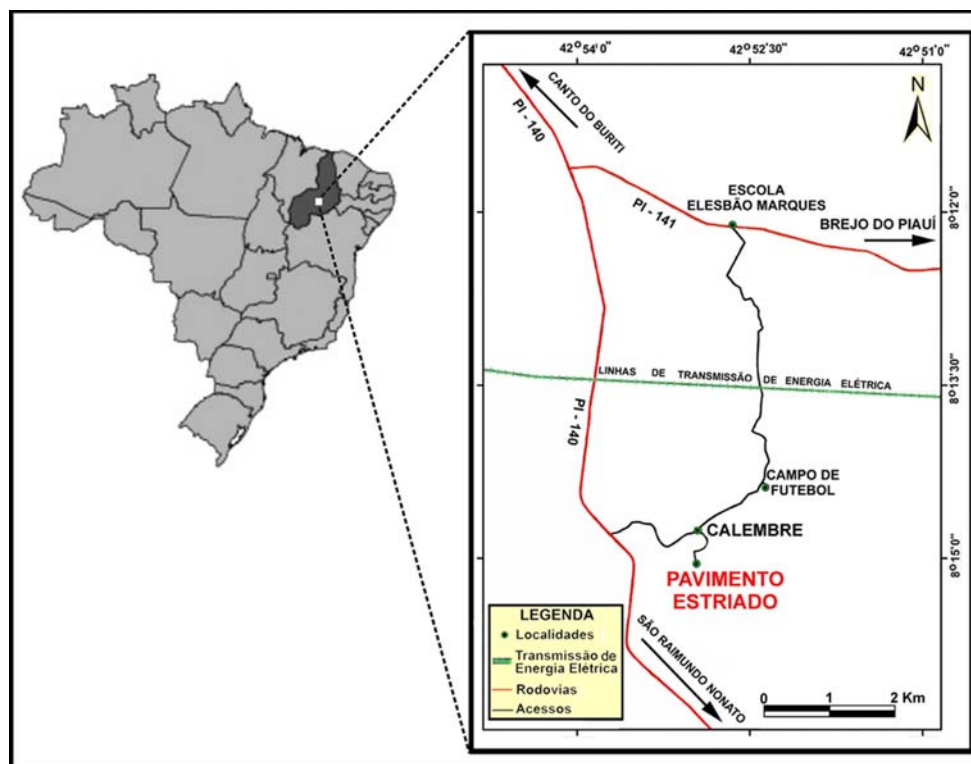 42°54'0"
42°52'30"
42°51'0"
N
CANTO DO BURITI
PI - 140
ESCOLA
ELESBÃO MARQUES
PI - 141
BREJO DO PIAUÍ
8°12'0"
LINHAS DE TRANSMISSÃO DE ENERGIA ELÉTRICA
8°13'30"
PI - 140
CAMPO DE
FUTEBOL
CALEMBRE
8°15'0"
PAVIMENTO
ESTRIADO
SÃO RAIMUNDO NONATO
LEGENDA
Localidades
Transmissão de
Energia Elétrica
Rodovias
Acessos
0 1 2 Km